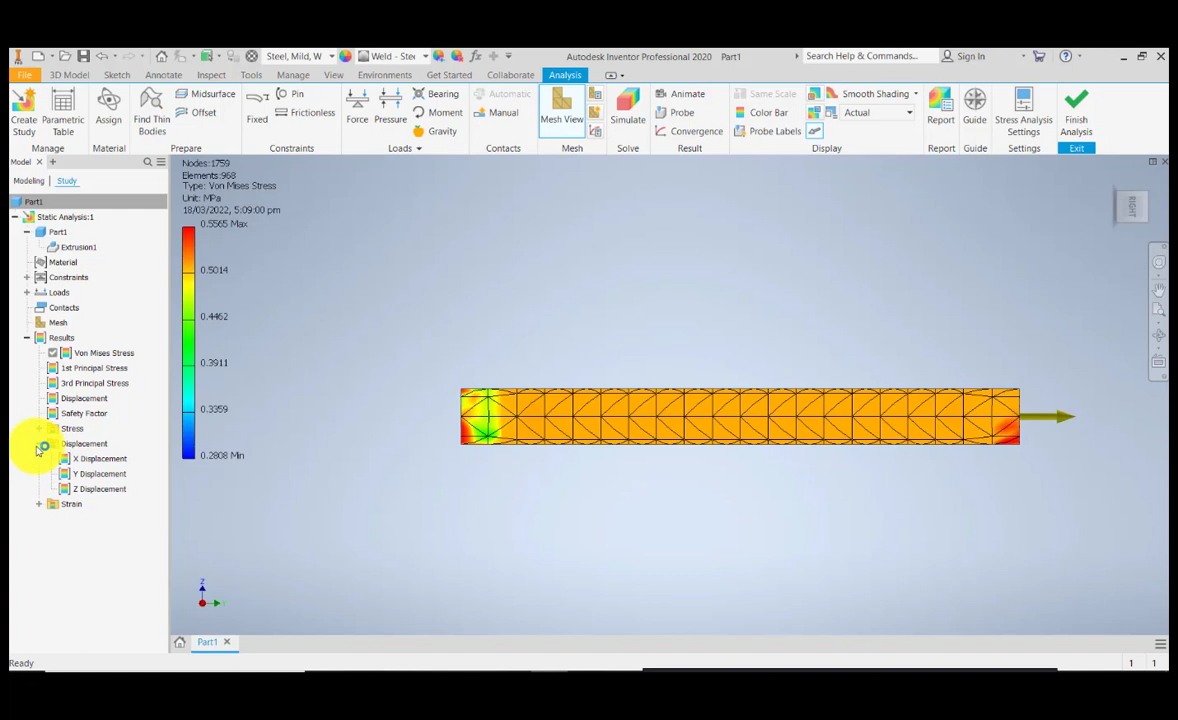 Steel, Mild, W
Weld - Stee
Autodesk Inventor Professional 2020 Part1
Search Help & Commands...
Sign In
File 3D Model Sketch Annotate Inspect Tools Manage View Environments Get Started Collaborate Analysis
Create Study
Parametric Table
Manage
Assign
Material
Find Thin Bodies
Midsurface
Offset
Prepare
Fixed
Pin
Frictionless
Constraints
Force
Pressure
Bearing
Moment
Gravity
Loads
Automatic
Manual
Contacts
Mesh View
Mesh
Simulate
Solve
Animate
Probe
Convergence
Result
Same Scale
Color Bar
Probe Labels
Smooth Shading
Actual
Display
Report
Report
Guide
Guide
Stress Analysis Settings
Settings
Finish Analysis
Exit
Model
Modeling Study
Part1
Static Analysis:1
Part1
Extrusion1
Material
Constraints
Loads
Contacts
Mesh
Results
Von Mises Stress
1st Principal Stress
3rd Principal Stress
Displacement
Safety Factor
Stress
Displacement
X Displacement
Y Displacement
Z Displacement
Strain
Nodes:1759
Elements:968
Type: Von Mises Stress
Unit: MPa
18/03/2022, 5:09:00 pm
0.5565 Max
0.5014
0.4462
0.3911
0.3359
0.2808 Min
RIGHT
Z
Part1
Ready
1 1